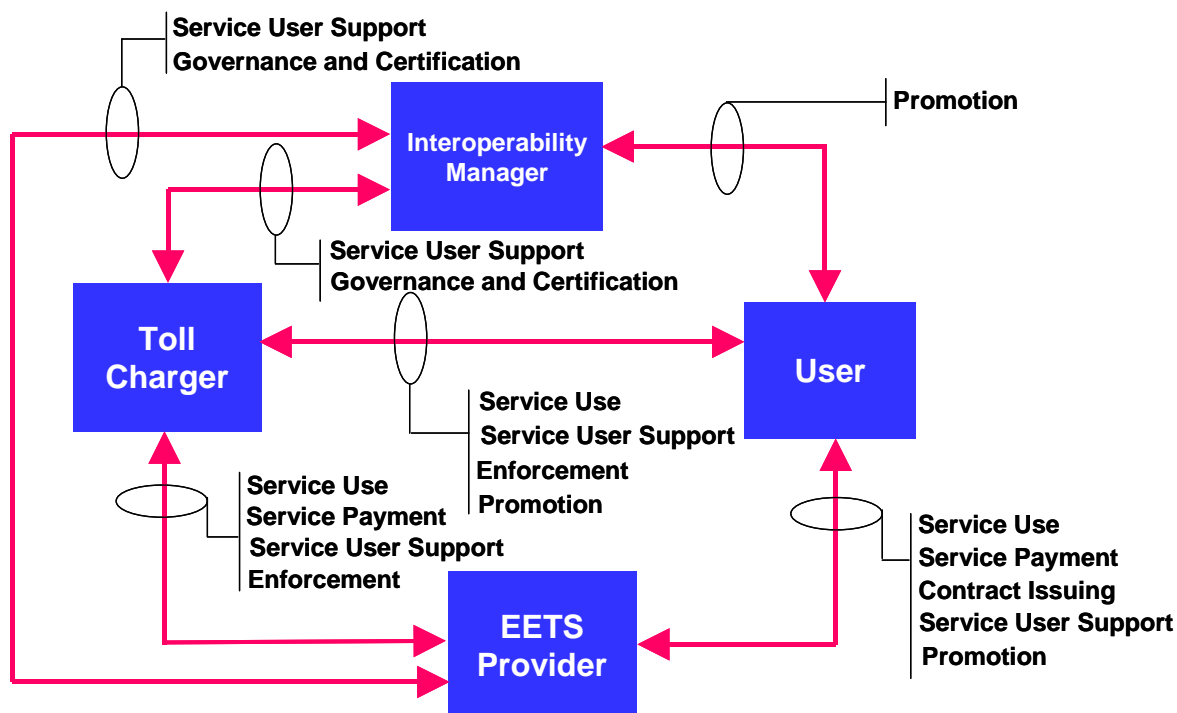 Service User Support
Governance and Certification
Promotion
Interoperability
Manager
Service User Support
Governance and Certification
Toll
Charger
User
Service Use
Service User Support
Enforcement
Promotion
Service Use
Service Payment
Service User Support
Enforcement
Service Use
Service Payment
Contract Issuing
Service User Support
Promotion
EETS
Provider